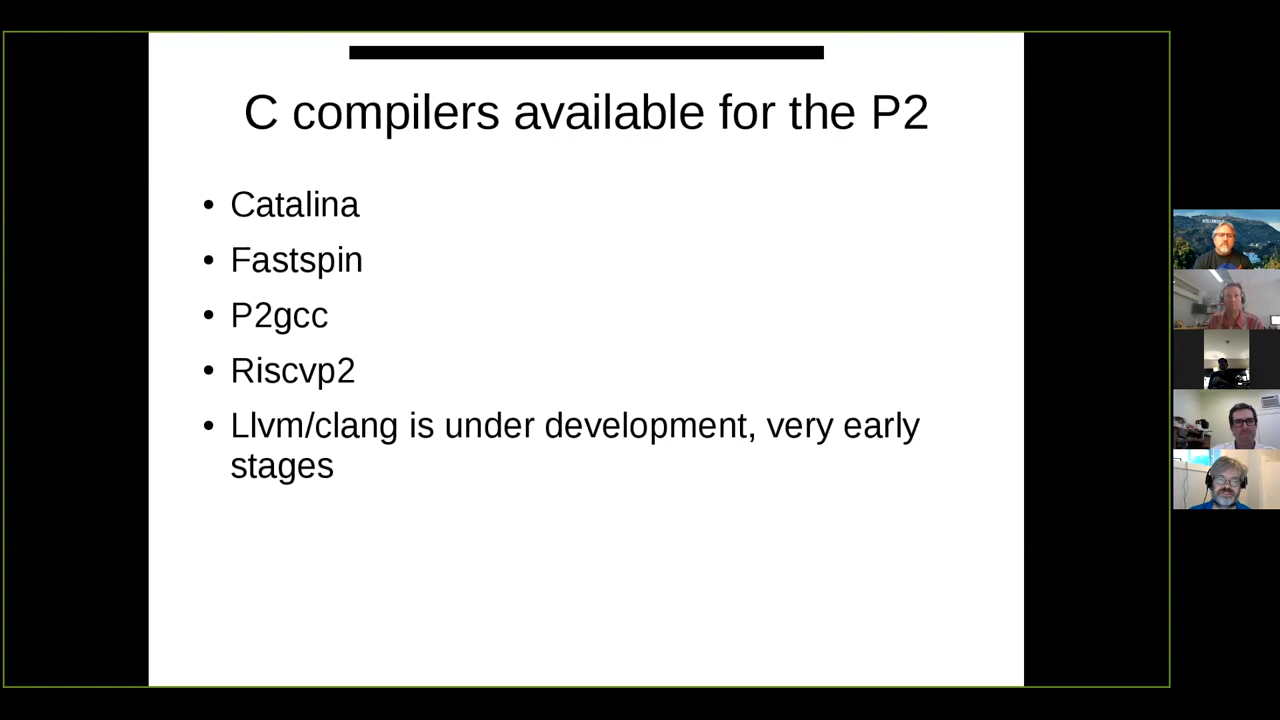 C compilers available for the P2
• Catalina
• Fastspin
• P2gcc
• Riscvp2
• Llvm/clang is under development, very early
stages